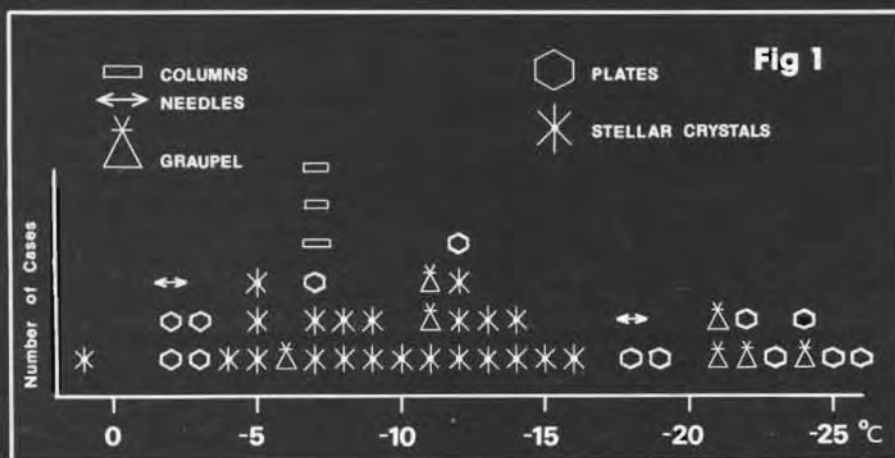 Fig 1
COLUMNS
NEEDLES
GRAUPEL
PLATES
STELLAR CRYSTALS
Number of Cases
0 -5 -10 -15 -20 -25 °C